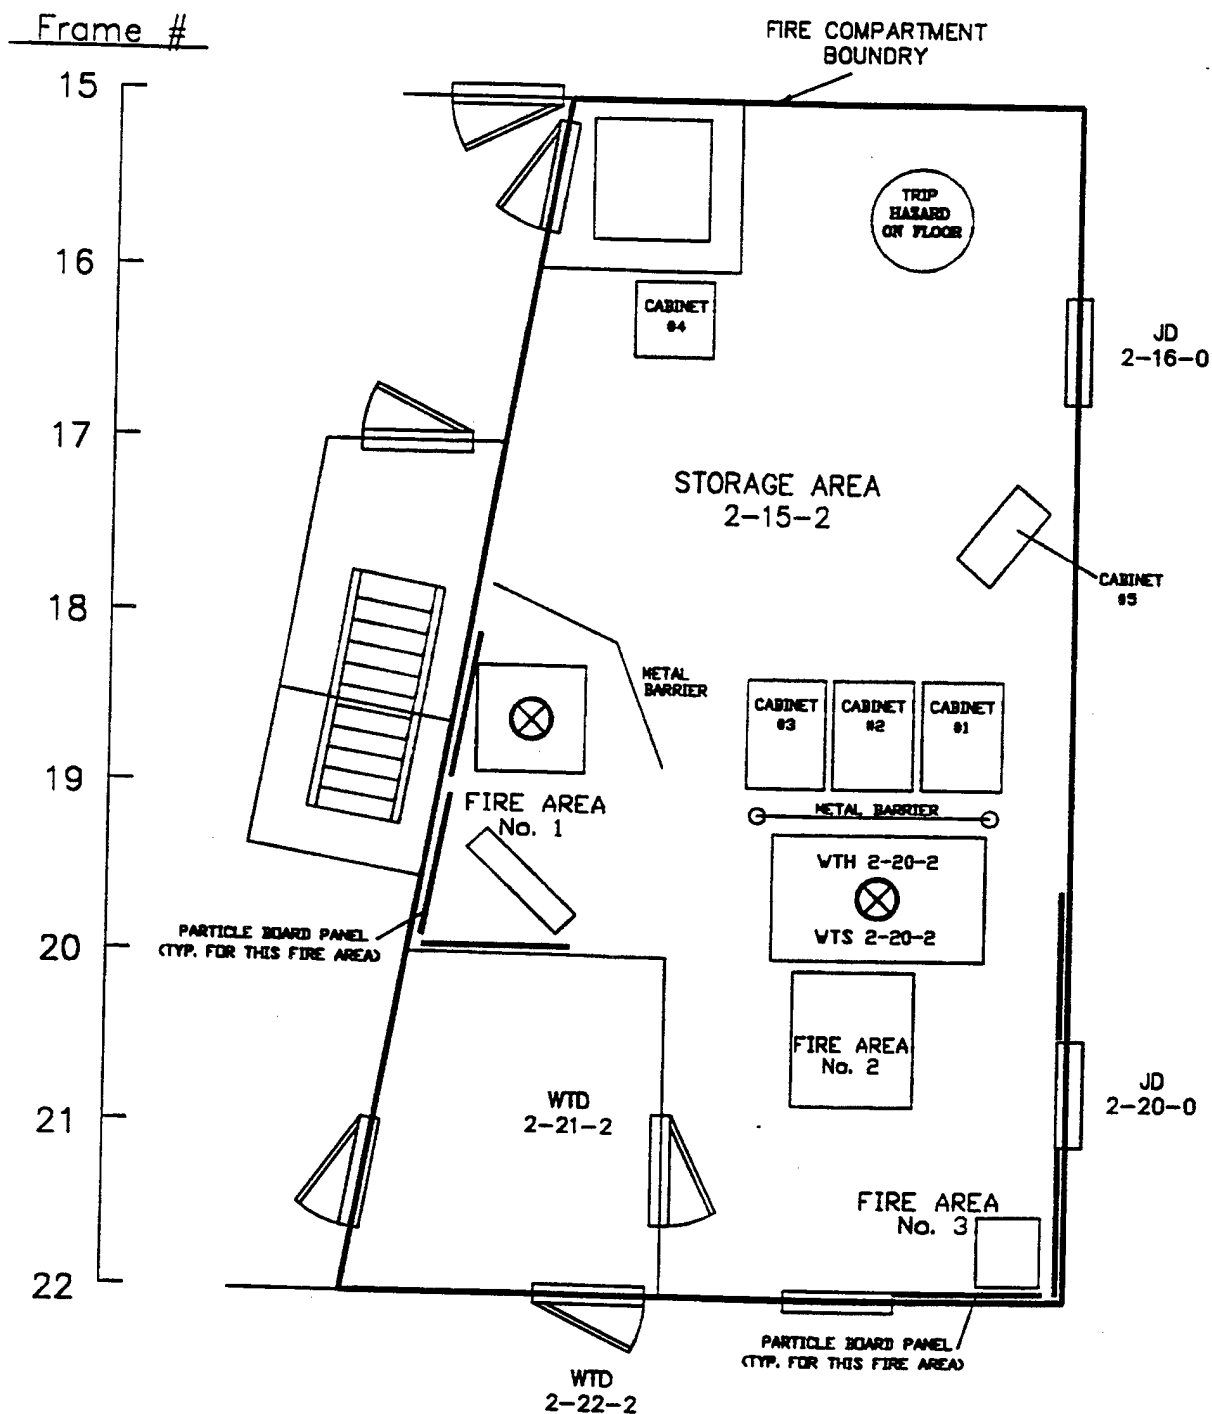 Frame #
FIRE COMPARTMENT
BOUNDRY
15
TRIP
HAZARD
ON FLOOR
16
CABINET
#4
JD
2-16-0
17
STORAGE AREA
2-15-2
CABINET
#5
18
METAL
BARRIER
CABINET
#3
CABINET
#2
CABINET
#1
19
FIRE AREA
No. 1
METAL BARRIER
WTH 2-20-2
WTS 2-20-2
PARTICLE BOARD PANEL
(TYP. FOR THIS FIRE AREA)
20
FIRE AREA
No. 2
JD
2-20-0
WTD
2-21-2
21
FIRE AREA
No. 3
22
PARTICLE BOARD PANEL
(TYP. FOR THIS FIRE AREA)
WTD
2-22-2